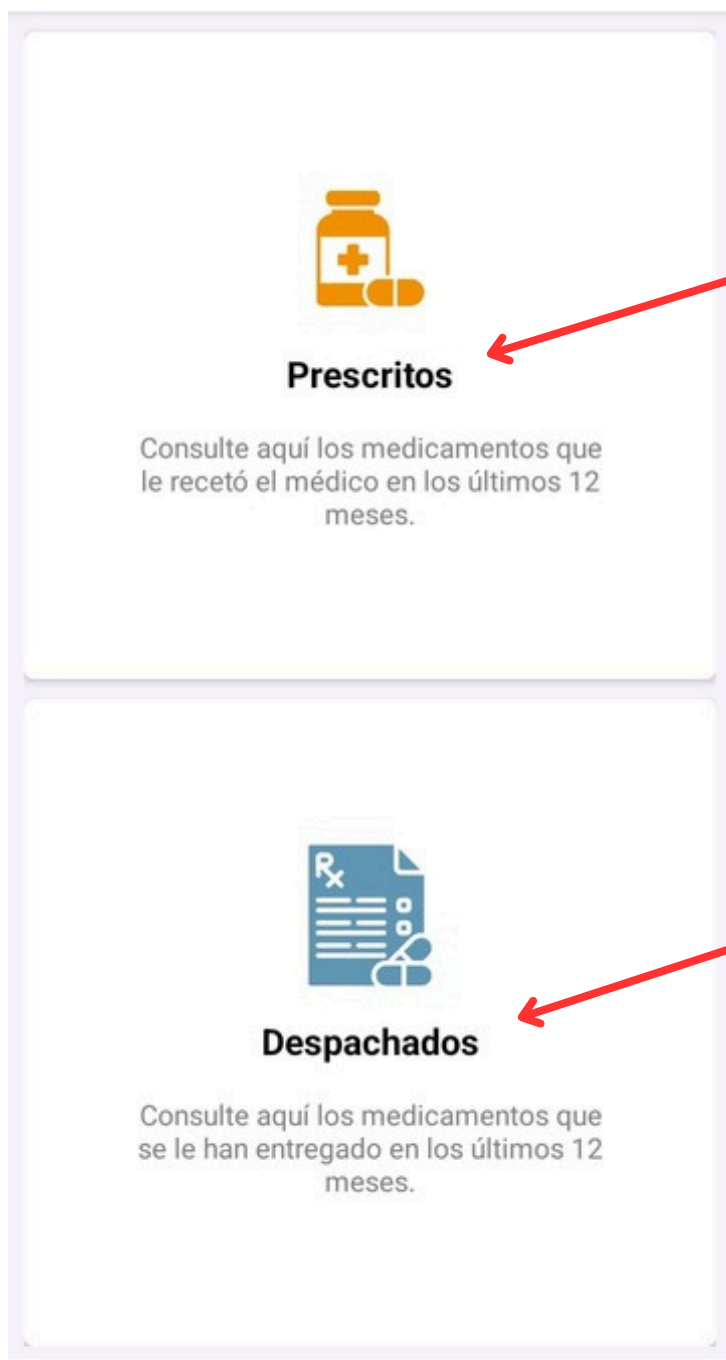 Prescritos
Consulte aquí los medicamentos que
le recetó el médico en los últimos 12
meses.
Rx
Despachados
Consulte aquí los medicamentos que
se le han entregado en los últimos 12
meses.